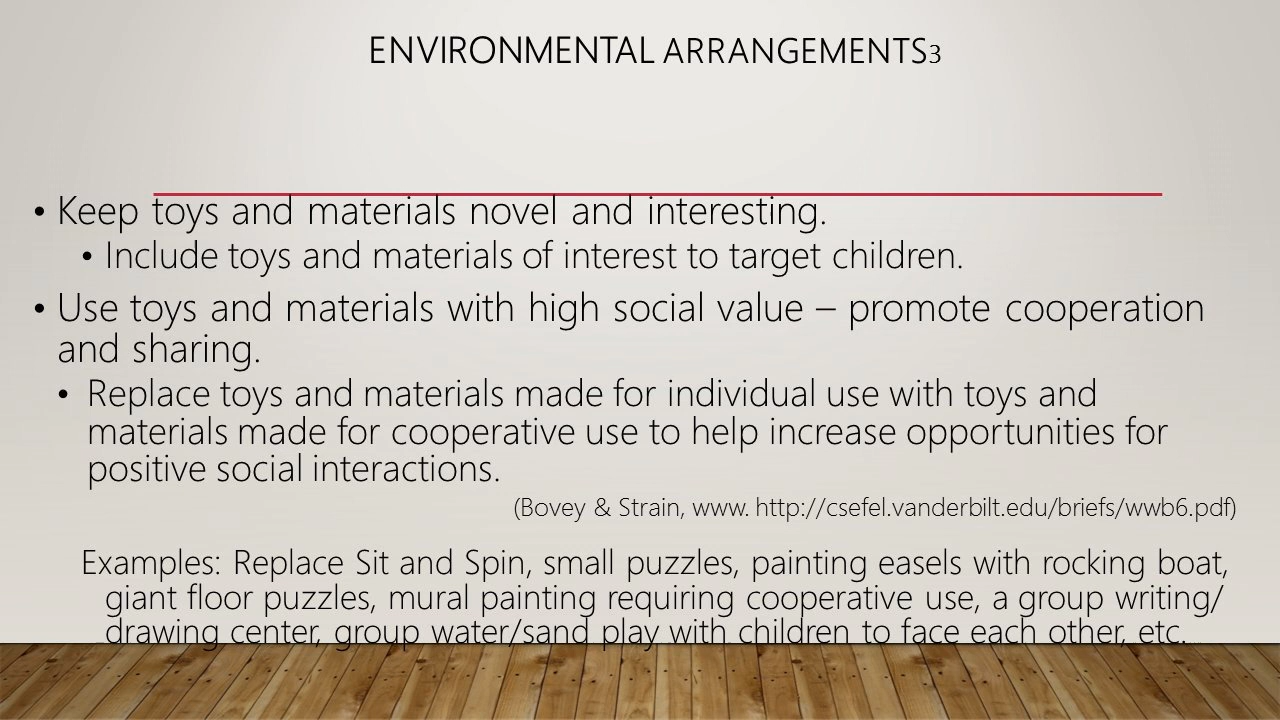 ENVIRONMENTAL ARRANGEMENTS3
• Keep toys and materials novel and interesting.
• Include toys and materials of interest to target children.
• Use toys and materials with high social value – promote cooperation
and sharing.
• Replace toys and materials made for individual use with toys and
materials made for cooperative use to help increase opportunities for
positive social interactions.
(Bovey & Strain, www. http://csefel.vanderbilt.edu/briefs/wwb6.pdf)
Examples: Replace Sit and Spin, small puzzles, painting easels with rocking boat,
giant floor puzzles, mural painting requiring cooperative use, a group writing/
drawing center, group water/sand play with children to face each other, etc.